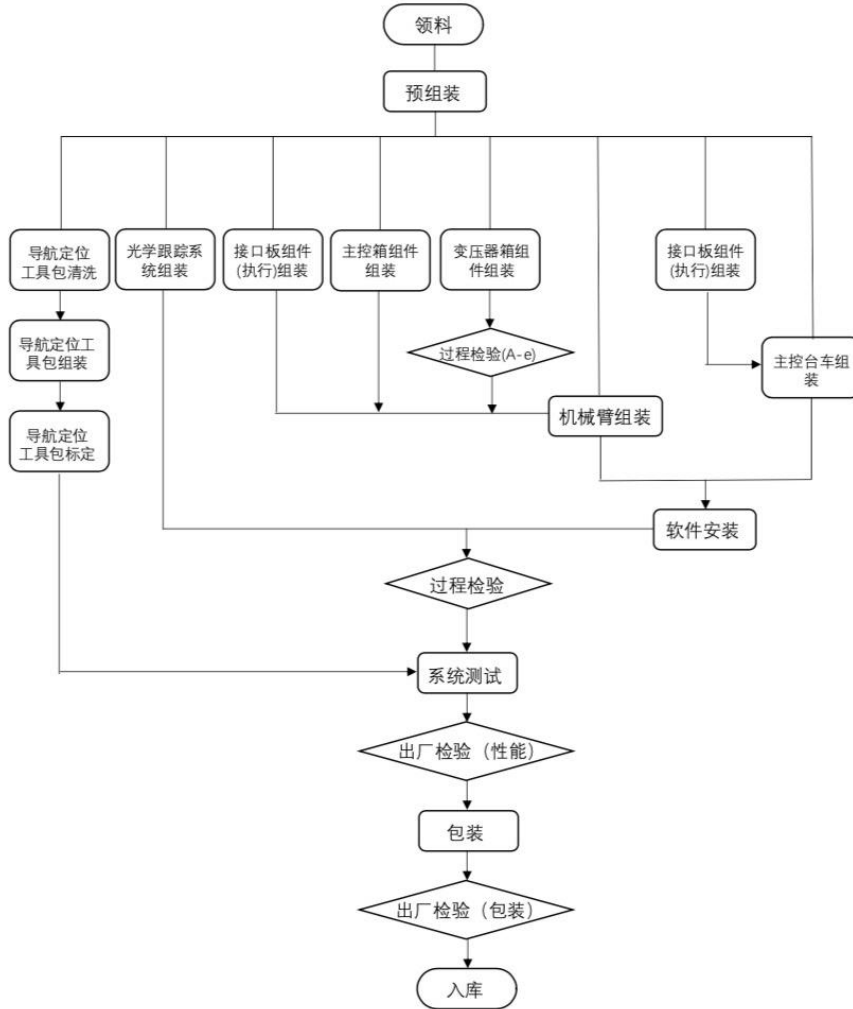 领料
预组装
导航定位
工具包清洗
光学跟踪系
统组装
接口板组件
(执行)组装
主控箱组件
组装
变压器箱组
件组装
接口板组件
(执行)组装
导航定位工
具包组装
过程检验(A-e)
主控台车组
装
导航定位
工具包标定
机械臂组装
软件安装
过程检验
系统测试
出厂检验（性能）
包装
出厂检验（包装）
入库